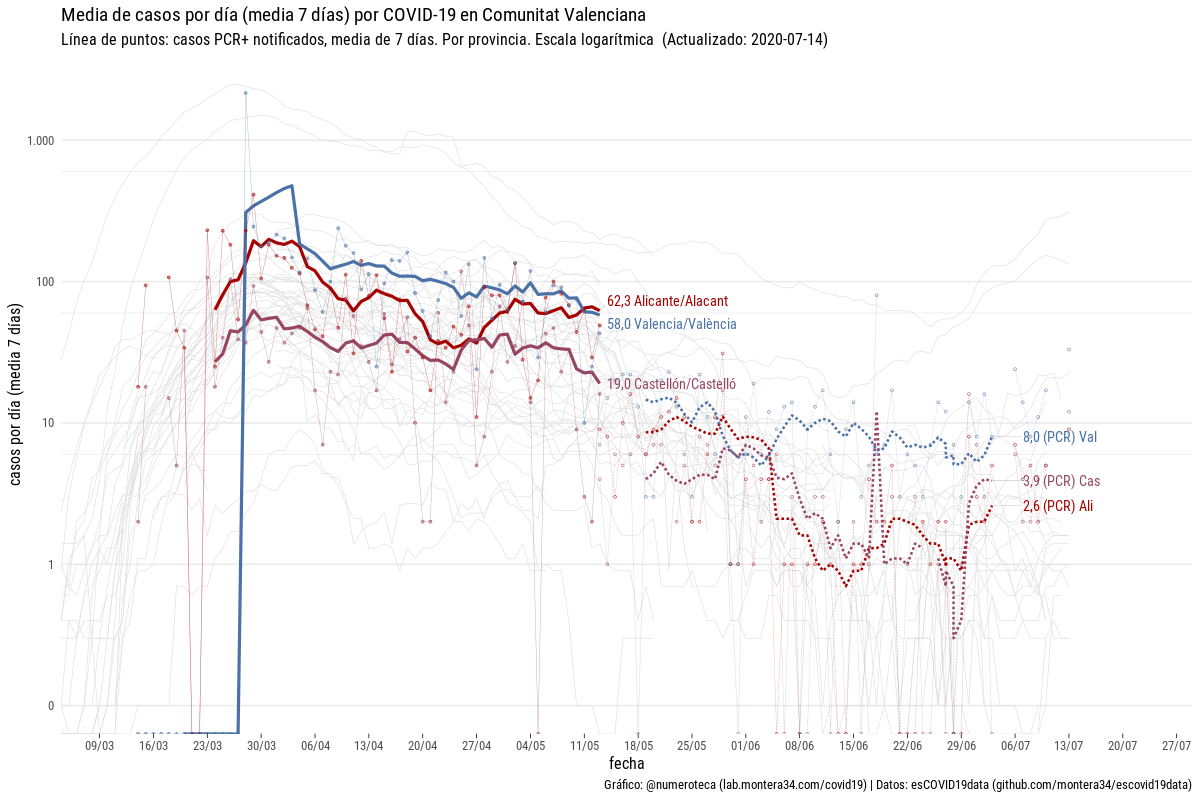 Media de casos por día (media 7 días) por COVID-19 en Comunitat Valenciana
Línea de puntos: casos PCR+ notificados, media de 7 días. Por provincia. Escala logarítmica (Actualizado: 2020-07-14)
casos por día (media 7 días)
1.000
100
10
1
0
62,3 Alicante/Alacant
58,0 Valencia/València
19,0 Castellón/Castelló
8,0 (PCR) Val
3,9 (PCR) Cas
2,6 (PCR) Ali
09/03 16/03 23/03 30/03 06/04 13/04 20/04 27/04 04/05 11/05 18/05 25/05 01/06 08/06 15/06 22/06 29/06 06/07 13/07 20/07 27/07
fecha
Gráfico: @numeroteca (lab.montera34.com/covid19) | Datos: esCOVID19data (github.com/montera34/escovid19data)